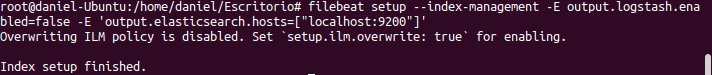 root@daniel-Ubuntu:/home/daniel/Escritorio# filebeat setup --index-management -E output.logstash.ena
bled=false -E 'output.elasticsearch.hosts=["localhost:9200"]'
Overwriting ILM policy is disabled. Set `setup.ilm.overwrite: true` for enabling.
Index setup finished.